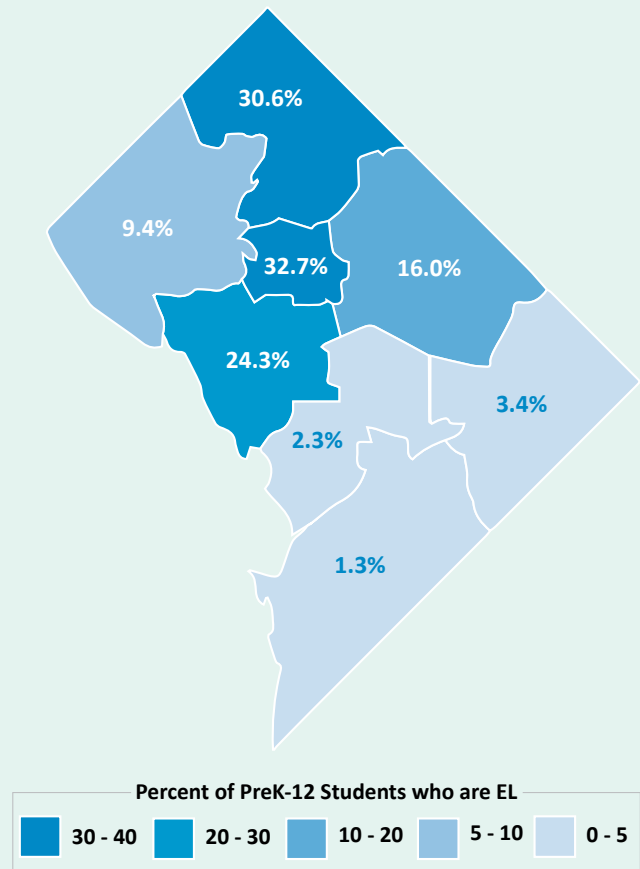 30.6%
9.4%
32.7%
16.0%
24.3%
3.4%
2.3%
1.3%
Percent of PreK-12 Students who are EL
30 - 40
20 - 30
10 - 20
5 - 10
0 - 5